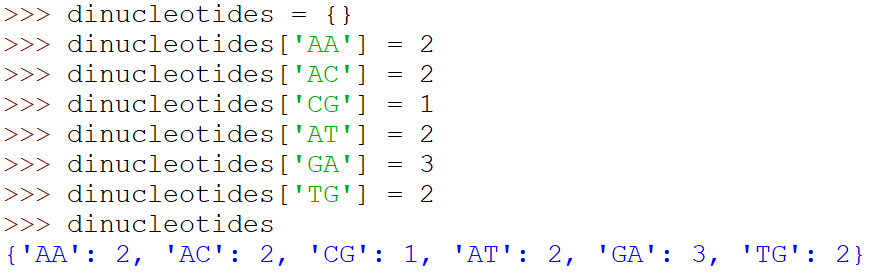 >>> dinucleotides = {}
>>> dinucleotides['AA'] = 2
>>> dinucleotides['AC'] = 2
>>> dinucleotides['CG'] = 1
>>> dinucleotides['AT'] = 2
>>> dinucleotides['GA'] = 3
>>> dinucleotides['TG'] = 2
>>> dinucleotides
{'AA': 2, 'AC': 2, 'CG': 1, 'AT': 2, 'GA': 3, 'TG': 2}